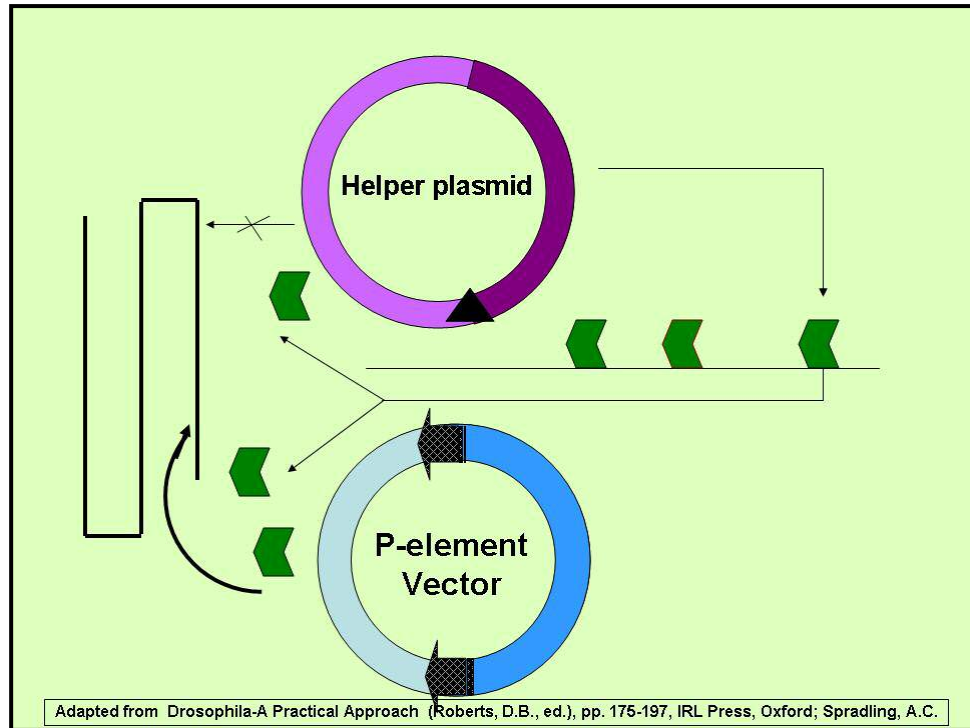 Helper plasmid
P-element
Vector
Adapted from Drosophila-A Practical Approach (Roberts, D.B., ed.), pp. 175-197, IRL Press, Oxford; Spradling, A.C.